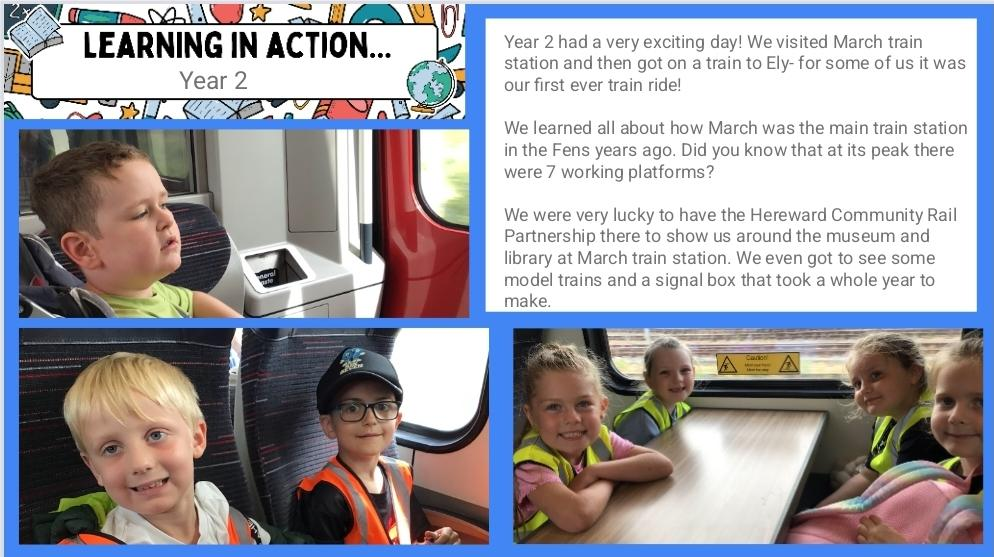 LEARNING IN ACTION...
Year 2
Year 2 had a very exciting day! We visited March train
station and then got on a train to Ely- for some of us it was
our first ever train ride!
We learned all about how March was the main train station
in the Fens years ago. Did you know that at its peak there
were 7 working platforms?
We were very lucky to have the Hereward Community Rail
Partnership there to show us around the museum and
library at March train station. We even got to see some
model trains and a signal box that took a whole year to
make.
General
waste
Caution!